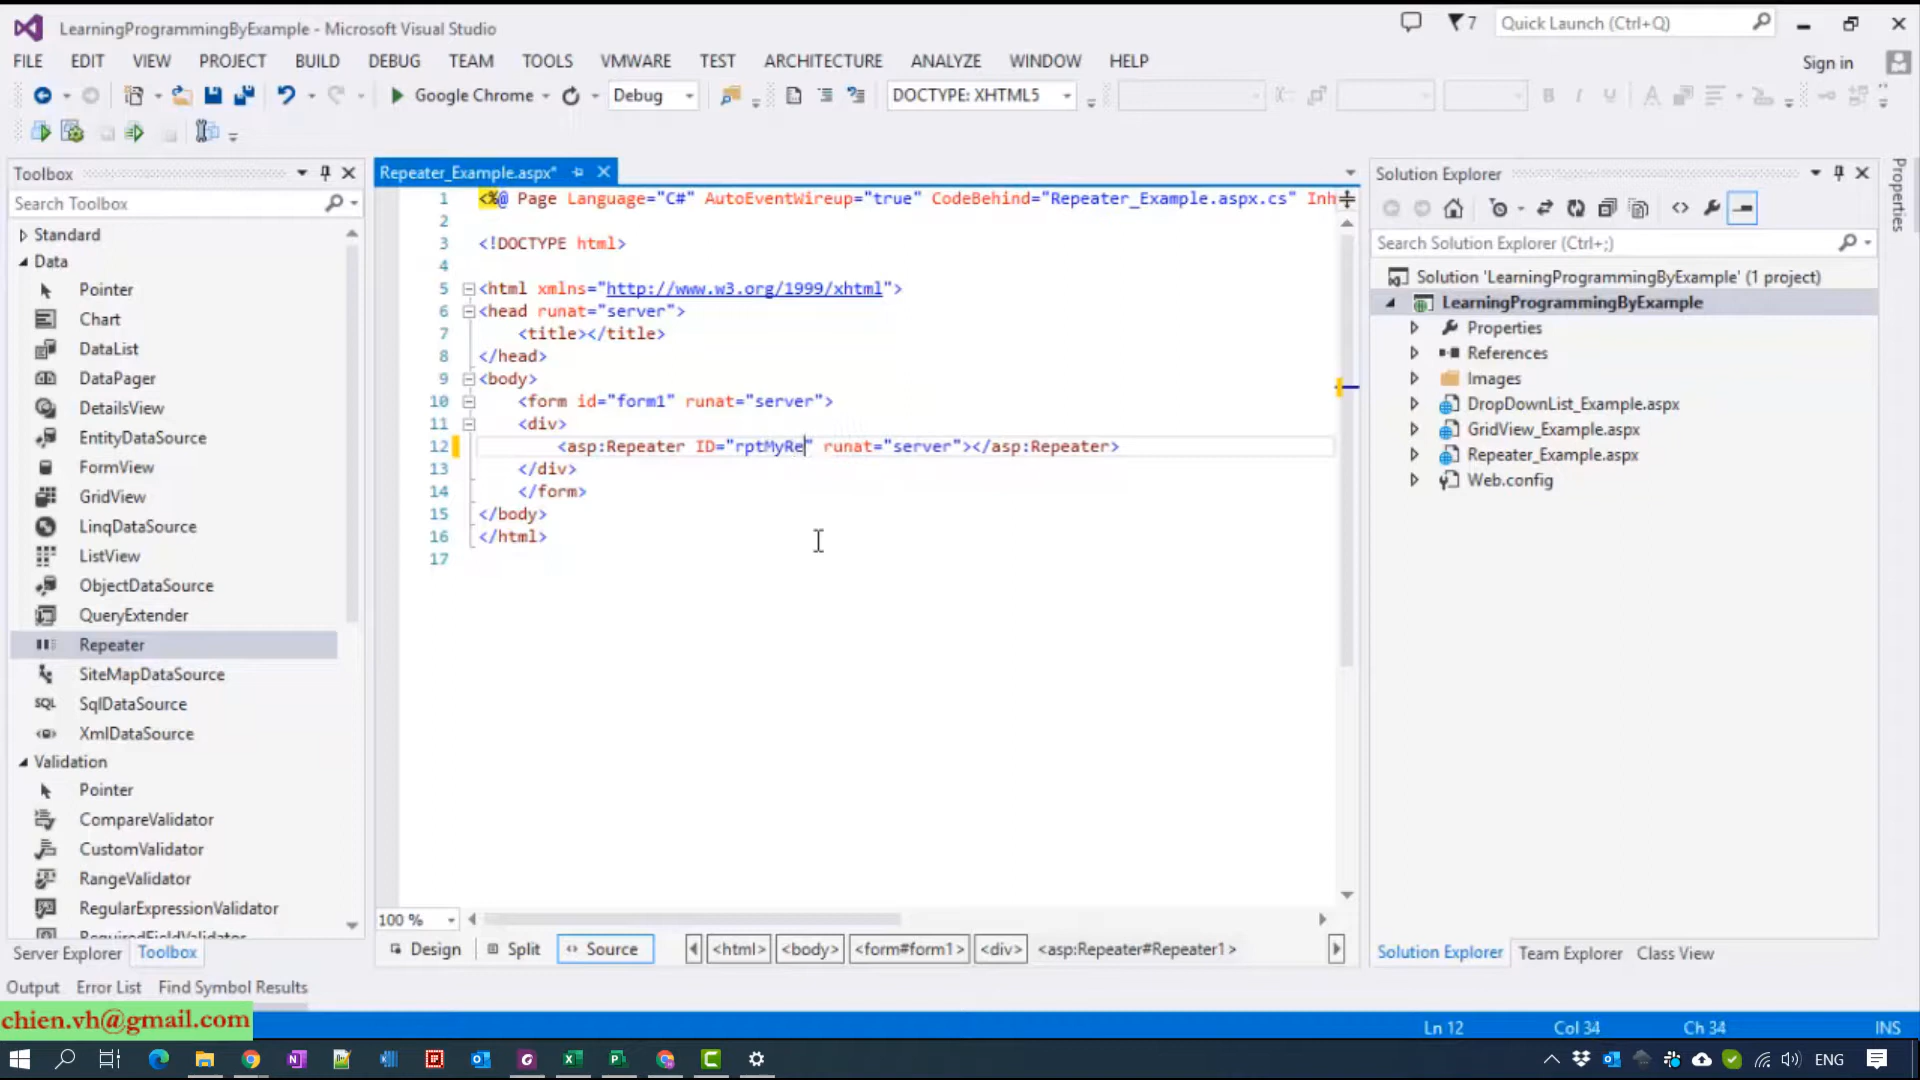 LearningProgrammingByExample - Microsoft Visual Studio
7
Quick Launch (Ctrl+Q)
FILE EDIT VIEW PROJECT BUILD DEBUG TEAM TOOLS VMWARE TEST ARCHITECTURE ANALYZE WINDOW HELP
Sign in
Google Chrome Debug DOCTYPE: XHTML5
Toolbox
Search Toolbox
Standard
Data
Pointer
Chart
DataList
DataPager
DetailsView
EntityDataSource
FormView
GridView
LinqDataSource
ListView
ObjectDataSource
QueryExtender
Repeater
SiteMapDataSource
SQL SqlDataSource
XmlDataSource
Validation
Pointer
CompareValidator
CustomValidator
RangeValidator
RegularExpressionValidator
RequiredFieldValidator
Server Explorer Toolbox
Repeater_Example.aspx*
1 <%@ Page Language="C#" AutoEventWireup="true" CodeBehind="Repeater_Example.aspx.cs" Inh
2
3 <!DOCTYPE html>
4
5 <html xmlns="http://www.w3.org/1999/xhtml">
6 <head runat="server">
7 <title></title>
8 </head>
9 <body>
10 <form id="form1" runat="server">
11 <div>
12 <asp:Repeater ID="rptMyRe" runat="server"></asp:Repeater>
13 </div>
14 </form>
15 </body>
16 </html>
17
100 %
Design Split Source <html> <body> <form#form1> <div> <asp:Repeater#Repeater1>
Solution Explorer
Search Solution Explorer (Ctrl+;)
Solution 'LearningProgrammingByExample' (1 project)
LearningProgrammingByExample
Properties
References
Images
DropDownList_Example.aspx
GridView_Example.aspx
Repeater_Example.aspx
Web.config
Solution Explorer Team Explorer Class View
Properties
Output Error List Find Symbol Results
chien.vh@gmail.com
Ln 12 Col 34 Ch 34 INS
ENG